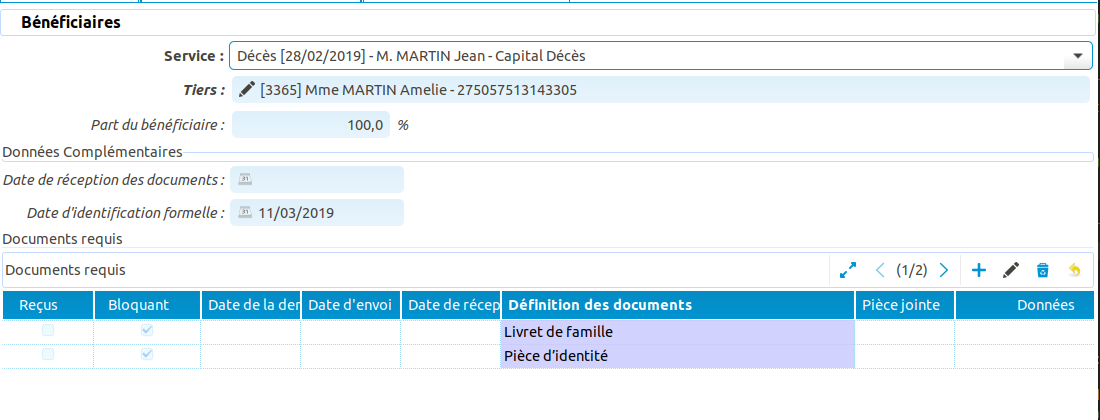 Bénéficiaires
Service : Décès [28/02/2019] - M. MARTIN Jean - Capital Décès
Tiers : [3365] Mme MARTIN Amelie - 275057513143305
Part du bénéficiaire : 100,0 %
Données Complémentaires
Date de réception des documents :
Date d'identification formelle : 11/03/2019
Documents requis
Documents requis (1/2)
Reçus Bloquant Date de la der Date d'envoi Date de récep Définition des documents Pièce jointe Données
Livret de famille
Pièce d’identité